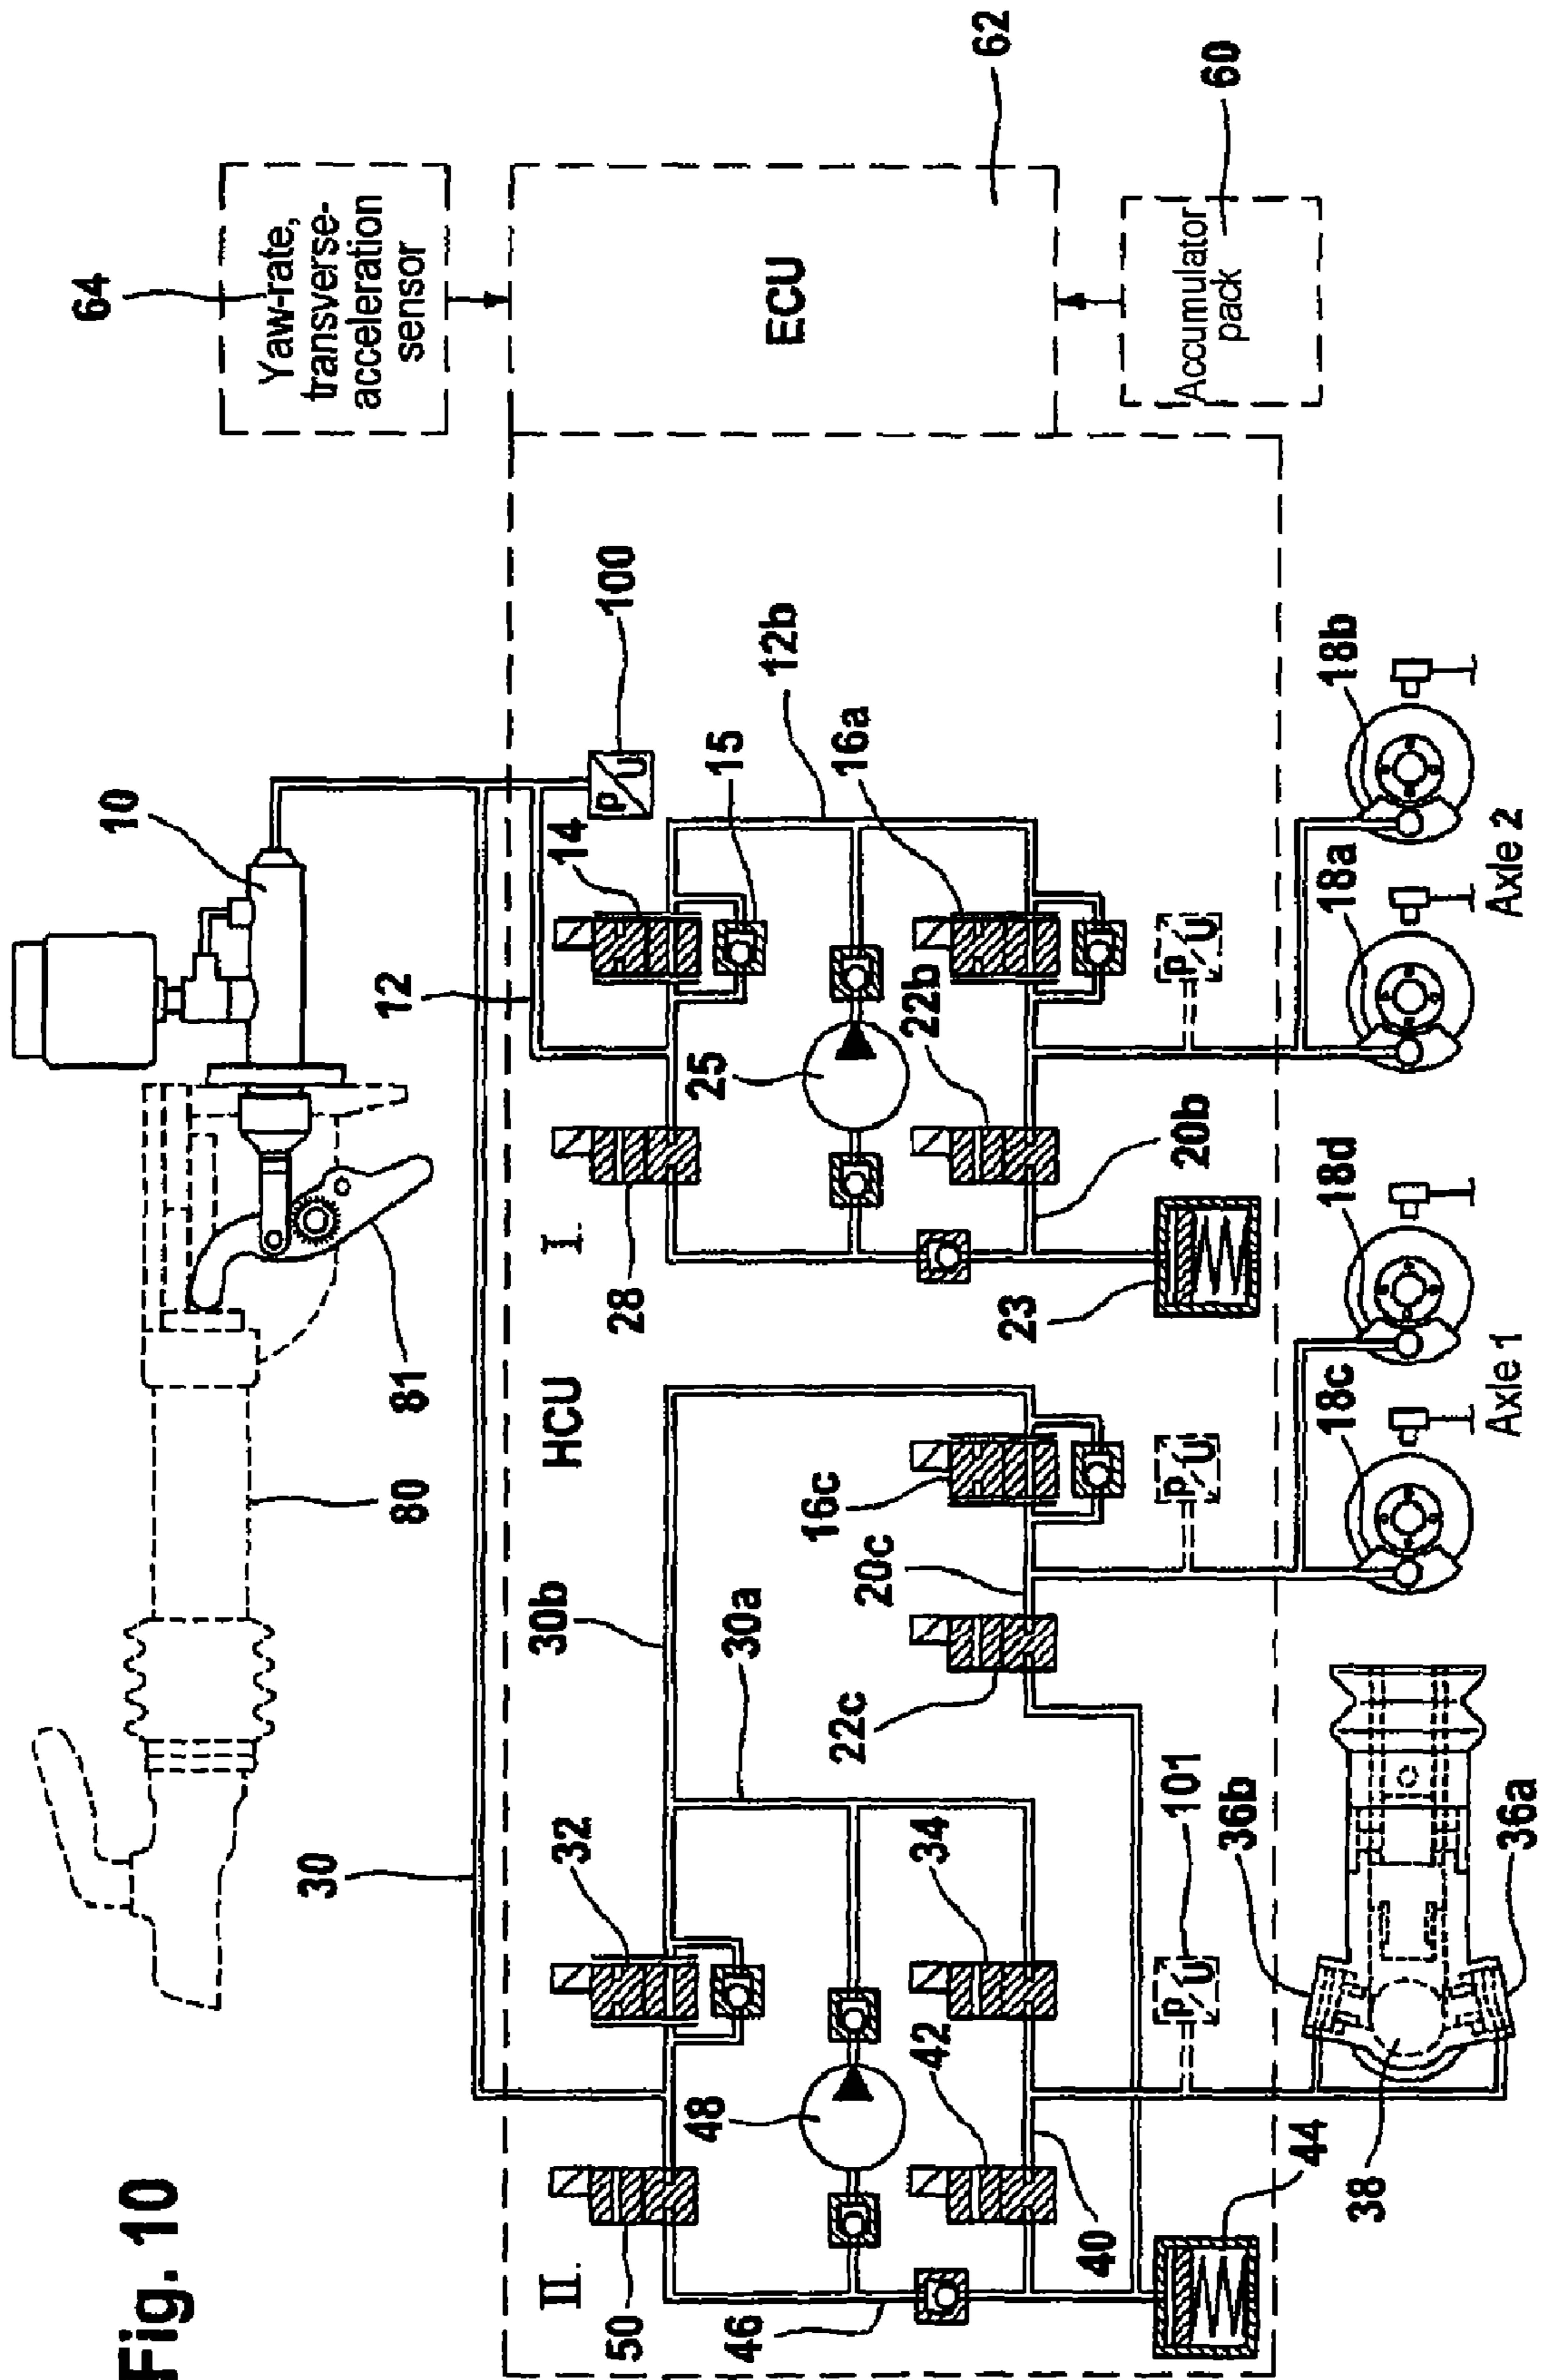 Fig. 10
64
Yaw-rate,
transverse-
acceleration
sensor
ECU
62
Accumulator
pack
60
10
12
100
P
U
14
15
12b
16a
25
22b
20b
28
I.
23
P
U
18b
18a
Axle 2
80
81
30
HCU
30b
30a
16c
20c
22c
P
U
18d
18c
Axle 1
32
34
48
42
50
II.
46
40
101
P
U
36b
36a
38
44